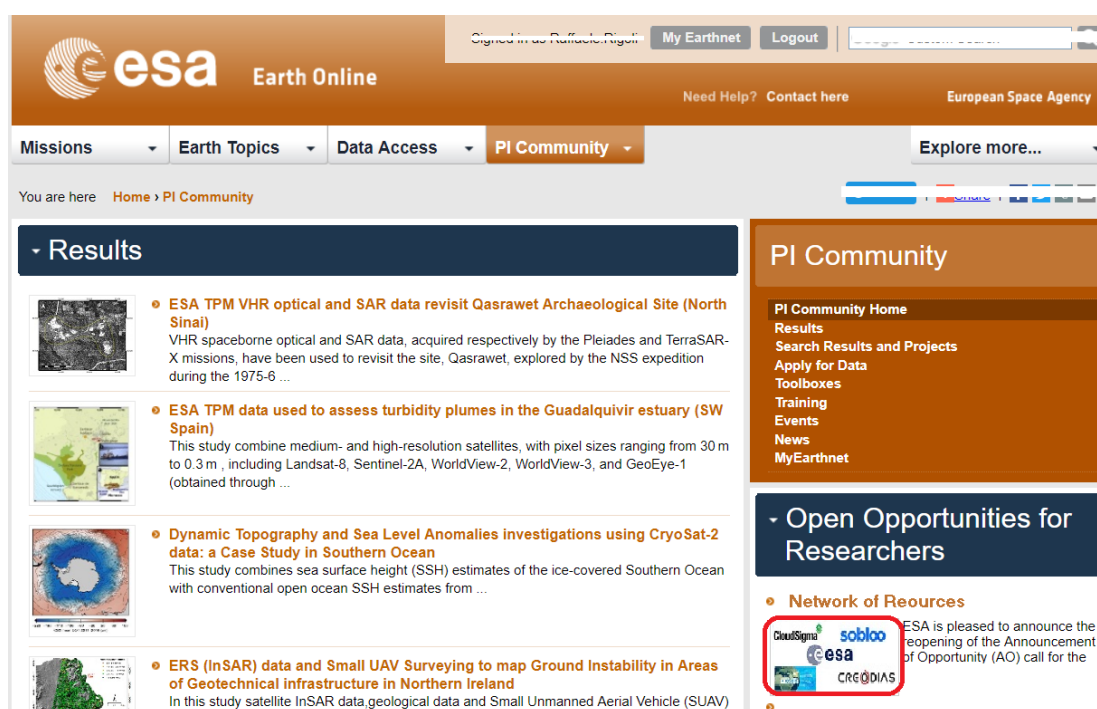 esa
Earth Online
Signed in as Raffaele.Rigoli My Earthnet Logout
Custom Search
Need Help? Contact here European Space Agency
Missions Earth Topics Data Access PI Community Explore more...
You are here Home › PI Community
Share
Results
ESA TPM VHR optical and SAR data revisit Qasrawet Archaeological Site (North
Sinai)
VHR spaceborne optical and SAR data, acquired respectively by the Pleiades and TerraSAR-
X missions, have been used to revisit the site, Qasrawet, explored by the NSS expedition
during the 1975-6 ...
ESA TPM data used to assess turbidity plumes in the Guadalquivir estuary (SW
Spain)
This study combine medium- and high-resolution satellites, with pixel sizes ranging from 30 m
to 0.3 m , including Landsat-8, Sentinel-2A, WorldView-2, WorldView-3, and GeoEye-1
(obtained through ...
Dynamic Topography and Sea Level Anomalies investigations using CryoSat-2
data: a Case Study in Southern Ocean
This study combines sea surface height (SSH) estimates of the ice-covered Southern Ocean
with conventional open ocean SSH estimates from ...
ERS (InSAR) data and Small UAV Surveying to map Ground Instability in Areas
of Geotechnical infrastructure in Northern Ireland
In this study satellite InSAR data,geological data and Small Unmanned Aerial Vehicle (SUAV)
PI Community
PI Community Home
Results
Search Results and Projects
Apply for Data
Toolboxes
Training
Events
News
MyEarthnet
Open Opportunities for
Researchers
Network of Reources
CloudSigma sobloo
esa
CREODIAS
ESA is pleased to announce the
reopening of the Announcement
of Opportunity (AO) call for the